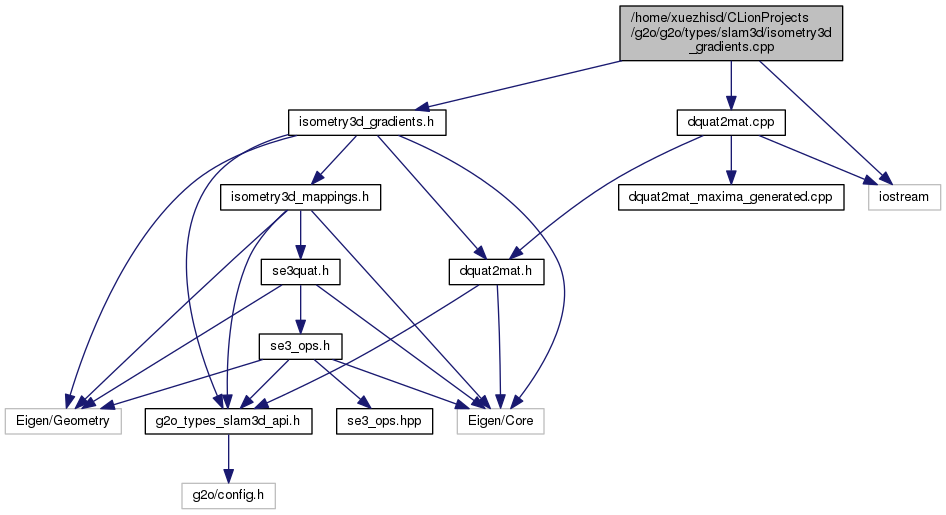 /home/xuezhisd/CLionProjects
/g2o/g2o/types/slam3d/isometry3d
_gradients.cpp
isometry3d_gradients.h
dquat2mat.cpp
isometry3d_mappings.h
dquat2mat_maxima_generated.cpp
iostream
se3quat.h
dquat2mat.h
se3_ops.h
Eigen/Geometry
g2o_types_slam3d_api.h
se3_ops.hpp
Eigen/Core
g2o/config.h